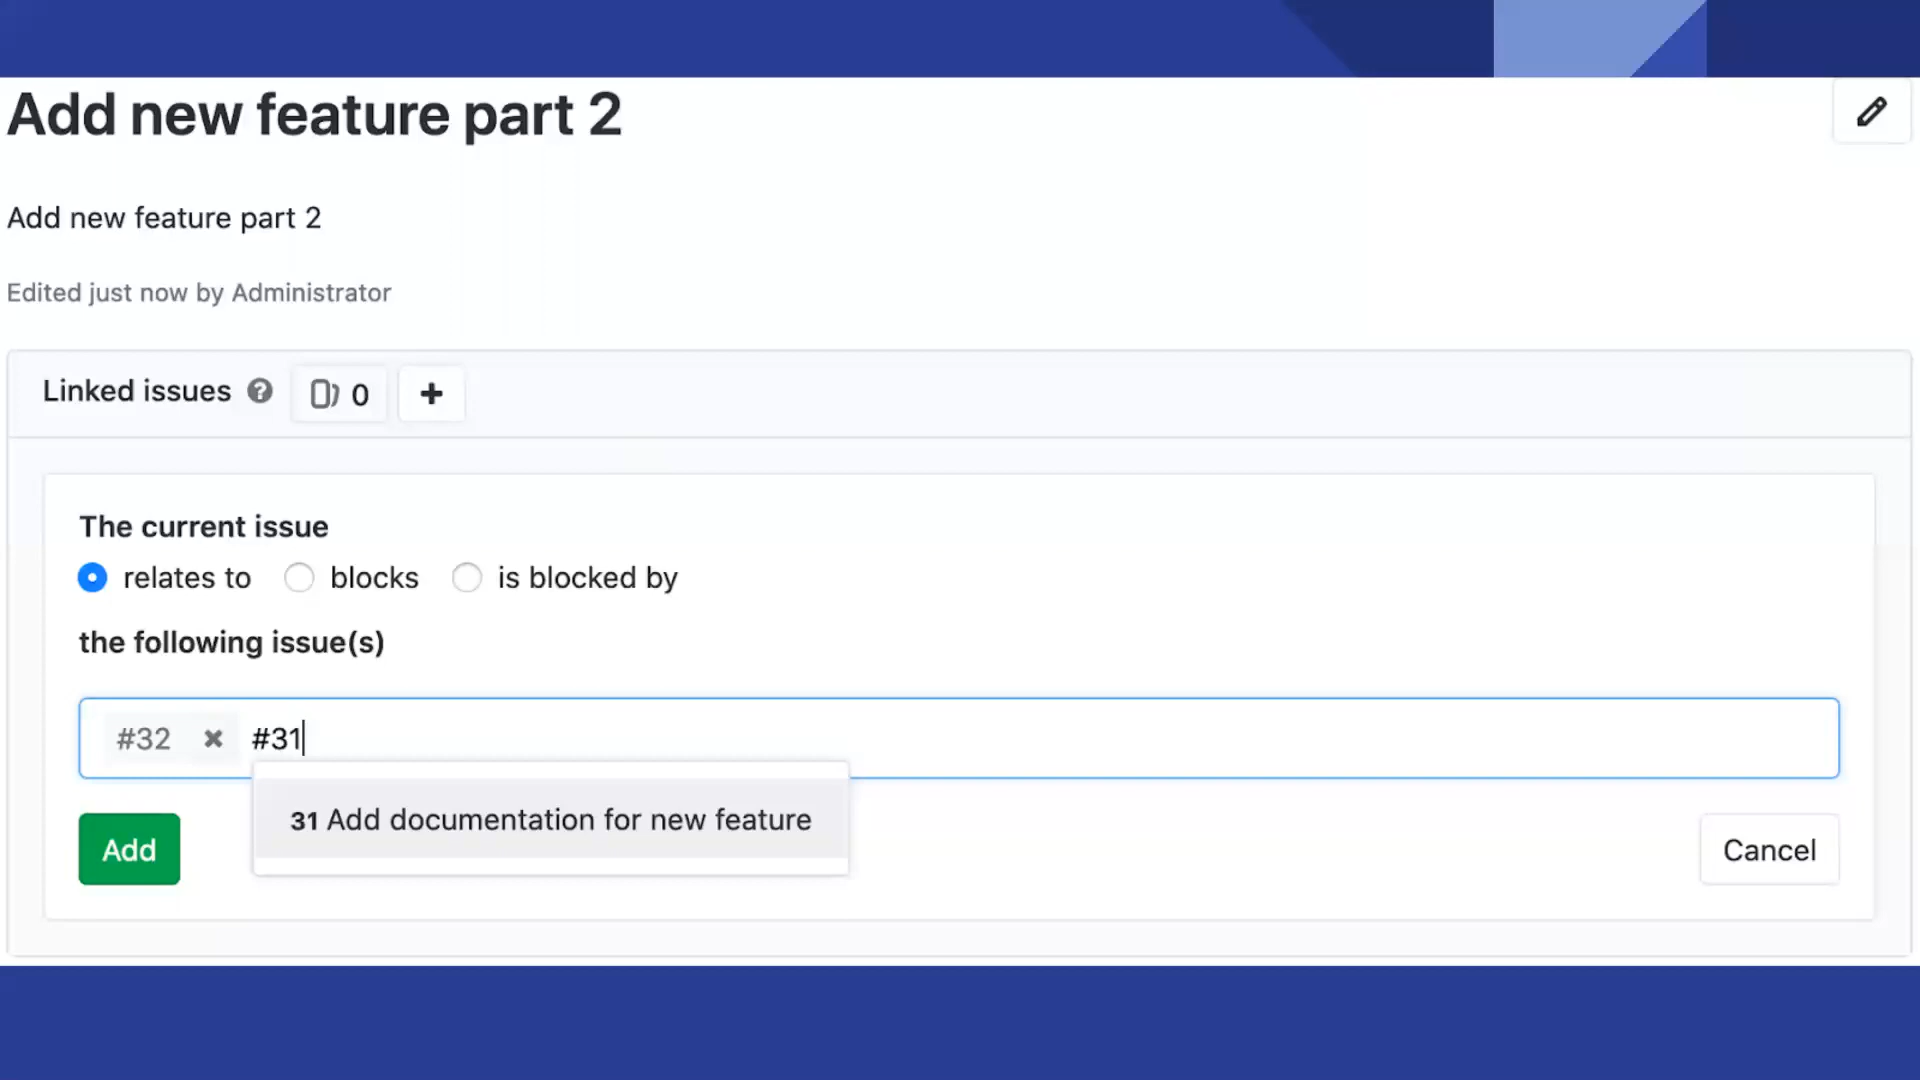 Add new feature part 2
Add new feature part 2
Edited just now by Administrator
Linked issues ? 0 +
The current issue
relates to blocks is blocked by
the following issue(s)
#32 #31
31 Add documentation for new feature
Add Cancel